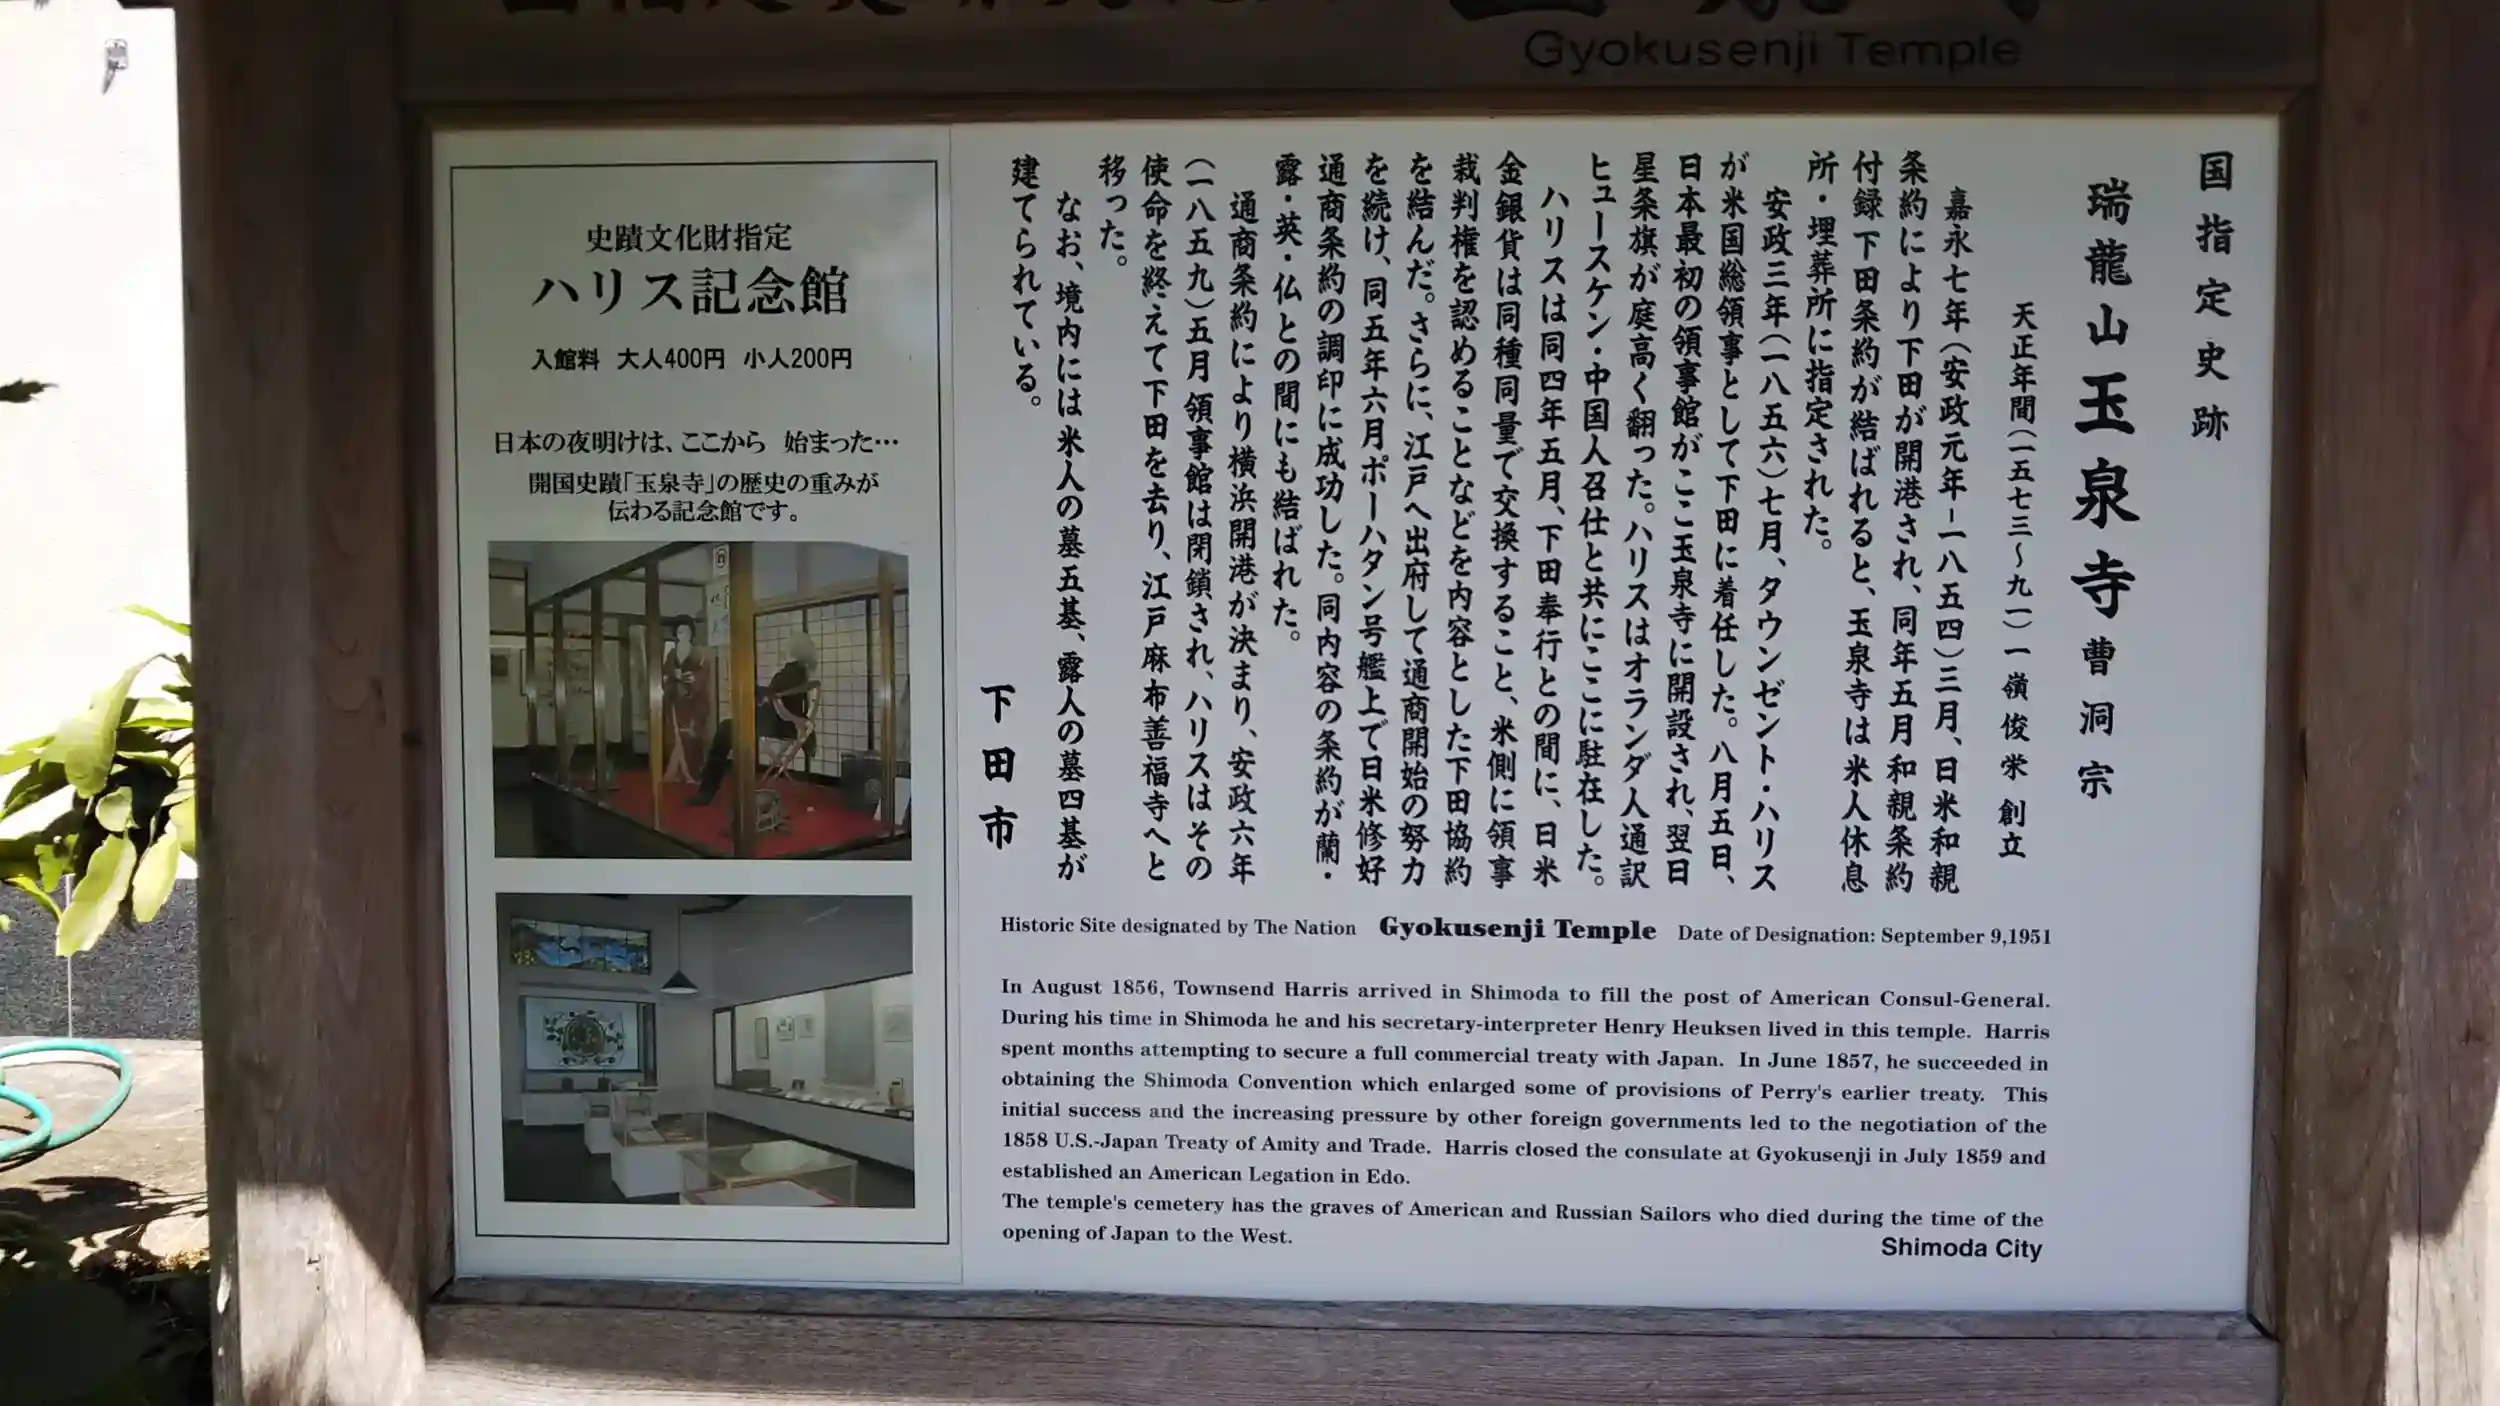 Gyokusenji Temple
国指定史跡
瑞龍山玉泉寺 曹洞宗
天正年間(一五七三~九一)一嶺俊栄 創立
嘉永七年(安政元年-一八五四)三月、日米和親
条約により下田が開港され、同年五月和親条約
付録下田条約が結ばれると、玉泉寺は米人休息
所・埋葬所に指定された。
安政三年(一八五六)七月、タウンゼント・ハリス
が米国総領事として下田に着任した。八月五日、
日本最初の領事館がここ玉泉寺に開設され、翌日
星条旗が庭高く翻った。ハリスはオランダ人通訳
ヒュースケン・中国人召仕と共にここに駐在した。
ハリスは同四年五月、下田奉行との間に、日米
金銀貨は同種同量で交換すること、米側に領事
裁判権を認めることなどを内容とした下田協約
を結んだ。さらに、江戸へ出府して通商開始の努力
を続け、同五年六月ポーハタン号艦上で日米修好
通商条約の調印に成功した。同内容の条約が蘭・
露・英・仏との間にも結ばれた。
通商条約により横浜開港が決まり、安政六年
(一八五九)五月領事館は閉鎖され、ハリスはその
使命を終えて下田を去り、江戸麻布善福寺へと
移った。
なお、境内には米人の墓五基、露人の墓四基が
建てられている。
下田市
史蹟文化財指定
ハリス記念館
入館料 大人400円 小人200円
日本の夜明けは、ここから 始まった…
開国史蹟「玉泉寺」の歴史の重みが
伝わる記念館です。
Historic Site designated by The Nation Gyokusenji Temple Date of Designation: September 9,1951
In August 1856, Townsend Harris arrived in Shimoda to fill the post of American Consul-General.
During his time in Shimoda he and his secretary-interpreter Henry Heuksen lived in this temple. Harris
spent months attempting to secure a full commercial treaty with Japan. In June 1857, he succeeded in
obtaining the Shimoda Convention which enlarged some of provisions of Perry's earlier treaty. This
initial success and the increasing pressure by other foreign governments led to the negotiation of the
1858 U.S.-Japan Treaty of Amity and Trade. Harris closed the consulate at Gyokusenji in July 1859 and
established an American Legation in Edo.
The temple's cemetery has the graves of American and Russian Sailors who died during the time of the
opening of Japan to the West.
Shimoda City